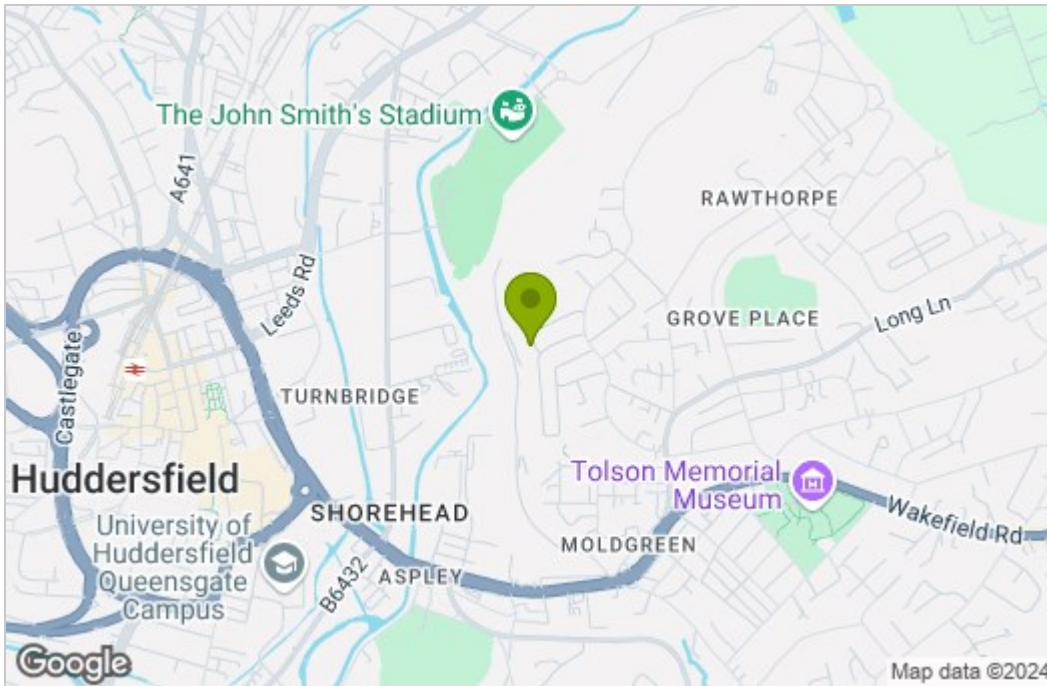 The John Smith's Stadium
A641
RAWTHORPE
Leeds Rd
GROVE PLACE
Long Ln
Castlegate
TURNBRIDGE
Huddersfield
Tolson Memorial
Museum
SHOREHEAD
Wakefield Rd
University of
Huddersfield
Queensgate
Campus
MOLDGREEN
B6432
ASPLEY
Google
Map data ©2024